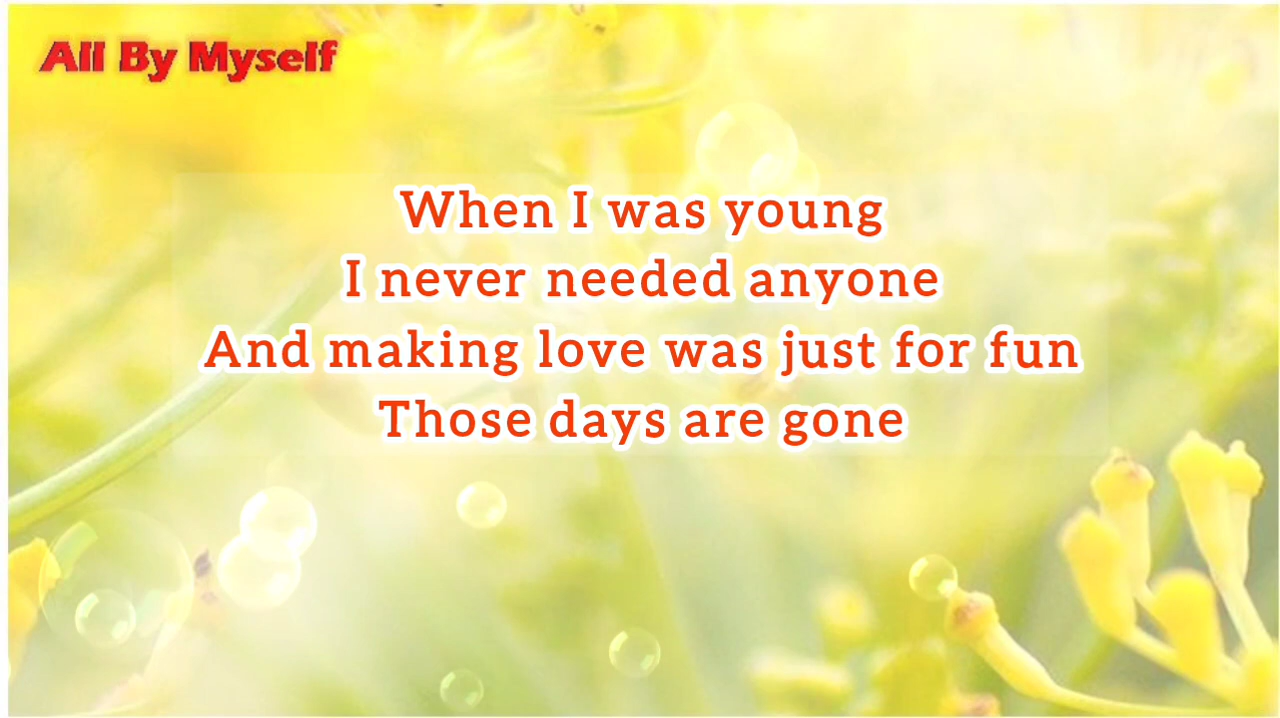 All By Myself
When I was young
I never needed anyone
And making love was just for fun
Those days are gone